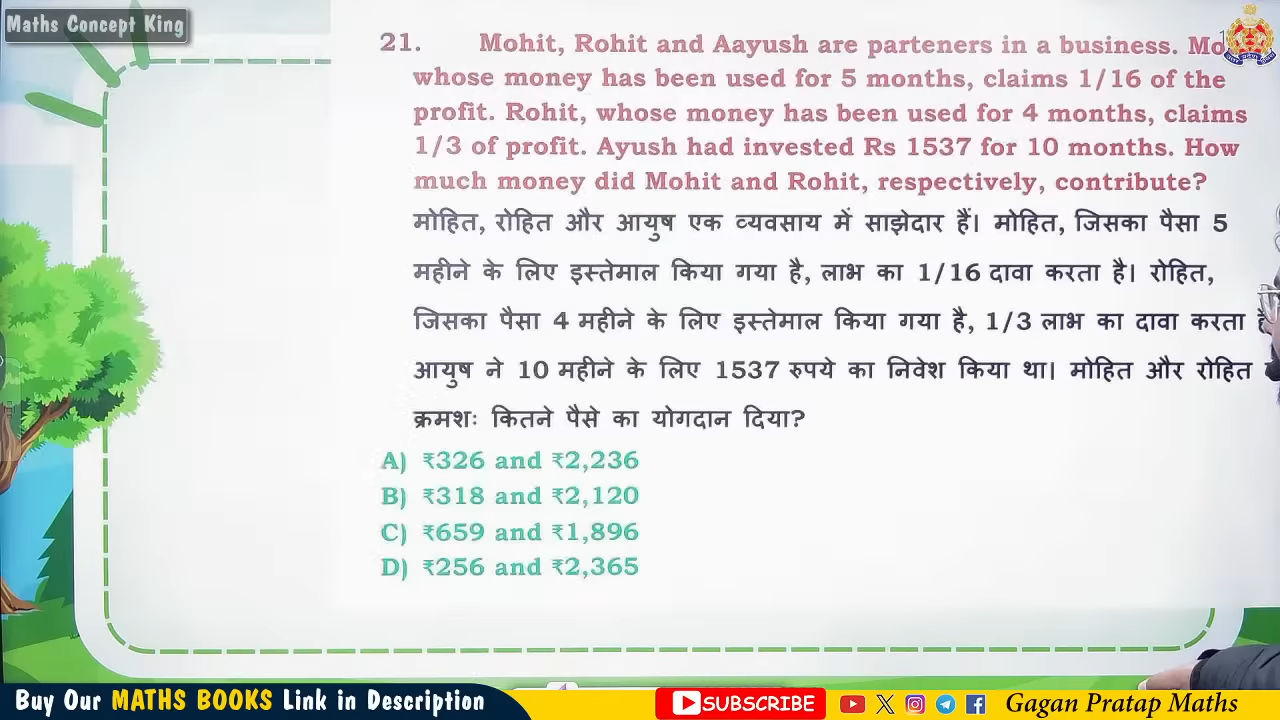 Maths Concept King
21. Mohit, Rohit and Aayush are parteners in a business.
whose money has been used for 5 months, claims 1/16 of the
profit. Rohit, whose money has been used for 4 months, claims
1/3 of profit. Ayush had invested Rs 1537 for 10 months. How
much money did Mohit and Rohit, respectively, contribute?
मोहित, रोहित और आयुष एक व्यवसाय में साझेदार हैं। मोहित, जिसका पैसा 5
महीने के लिए इस्तेमाल किया गया है, लाभ का 1/16 दावा करता है। रोहित,
जिसका पैसा 4 महीने के लिए इस्तेमाल किया गया है, 1/3 लाभ का दावा करता
आयुष ने 10 महीने के लिए 1537 रुपये का निवेश किया था। मोहित और रोहित
क्रमशः कितने पैसे का योगदान दिया?
A) ₹326 and ₹2,236
B) ₹318 and ₹2,120
C) ₹659 and ₹1,896
D) ₹256 and ₹2,365
Buy Our MATHS BOOKS Link in Description
SUBSCRIBE
Gagan Pratap Maths